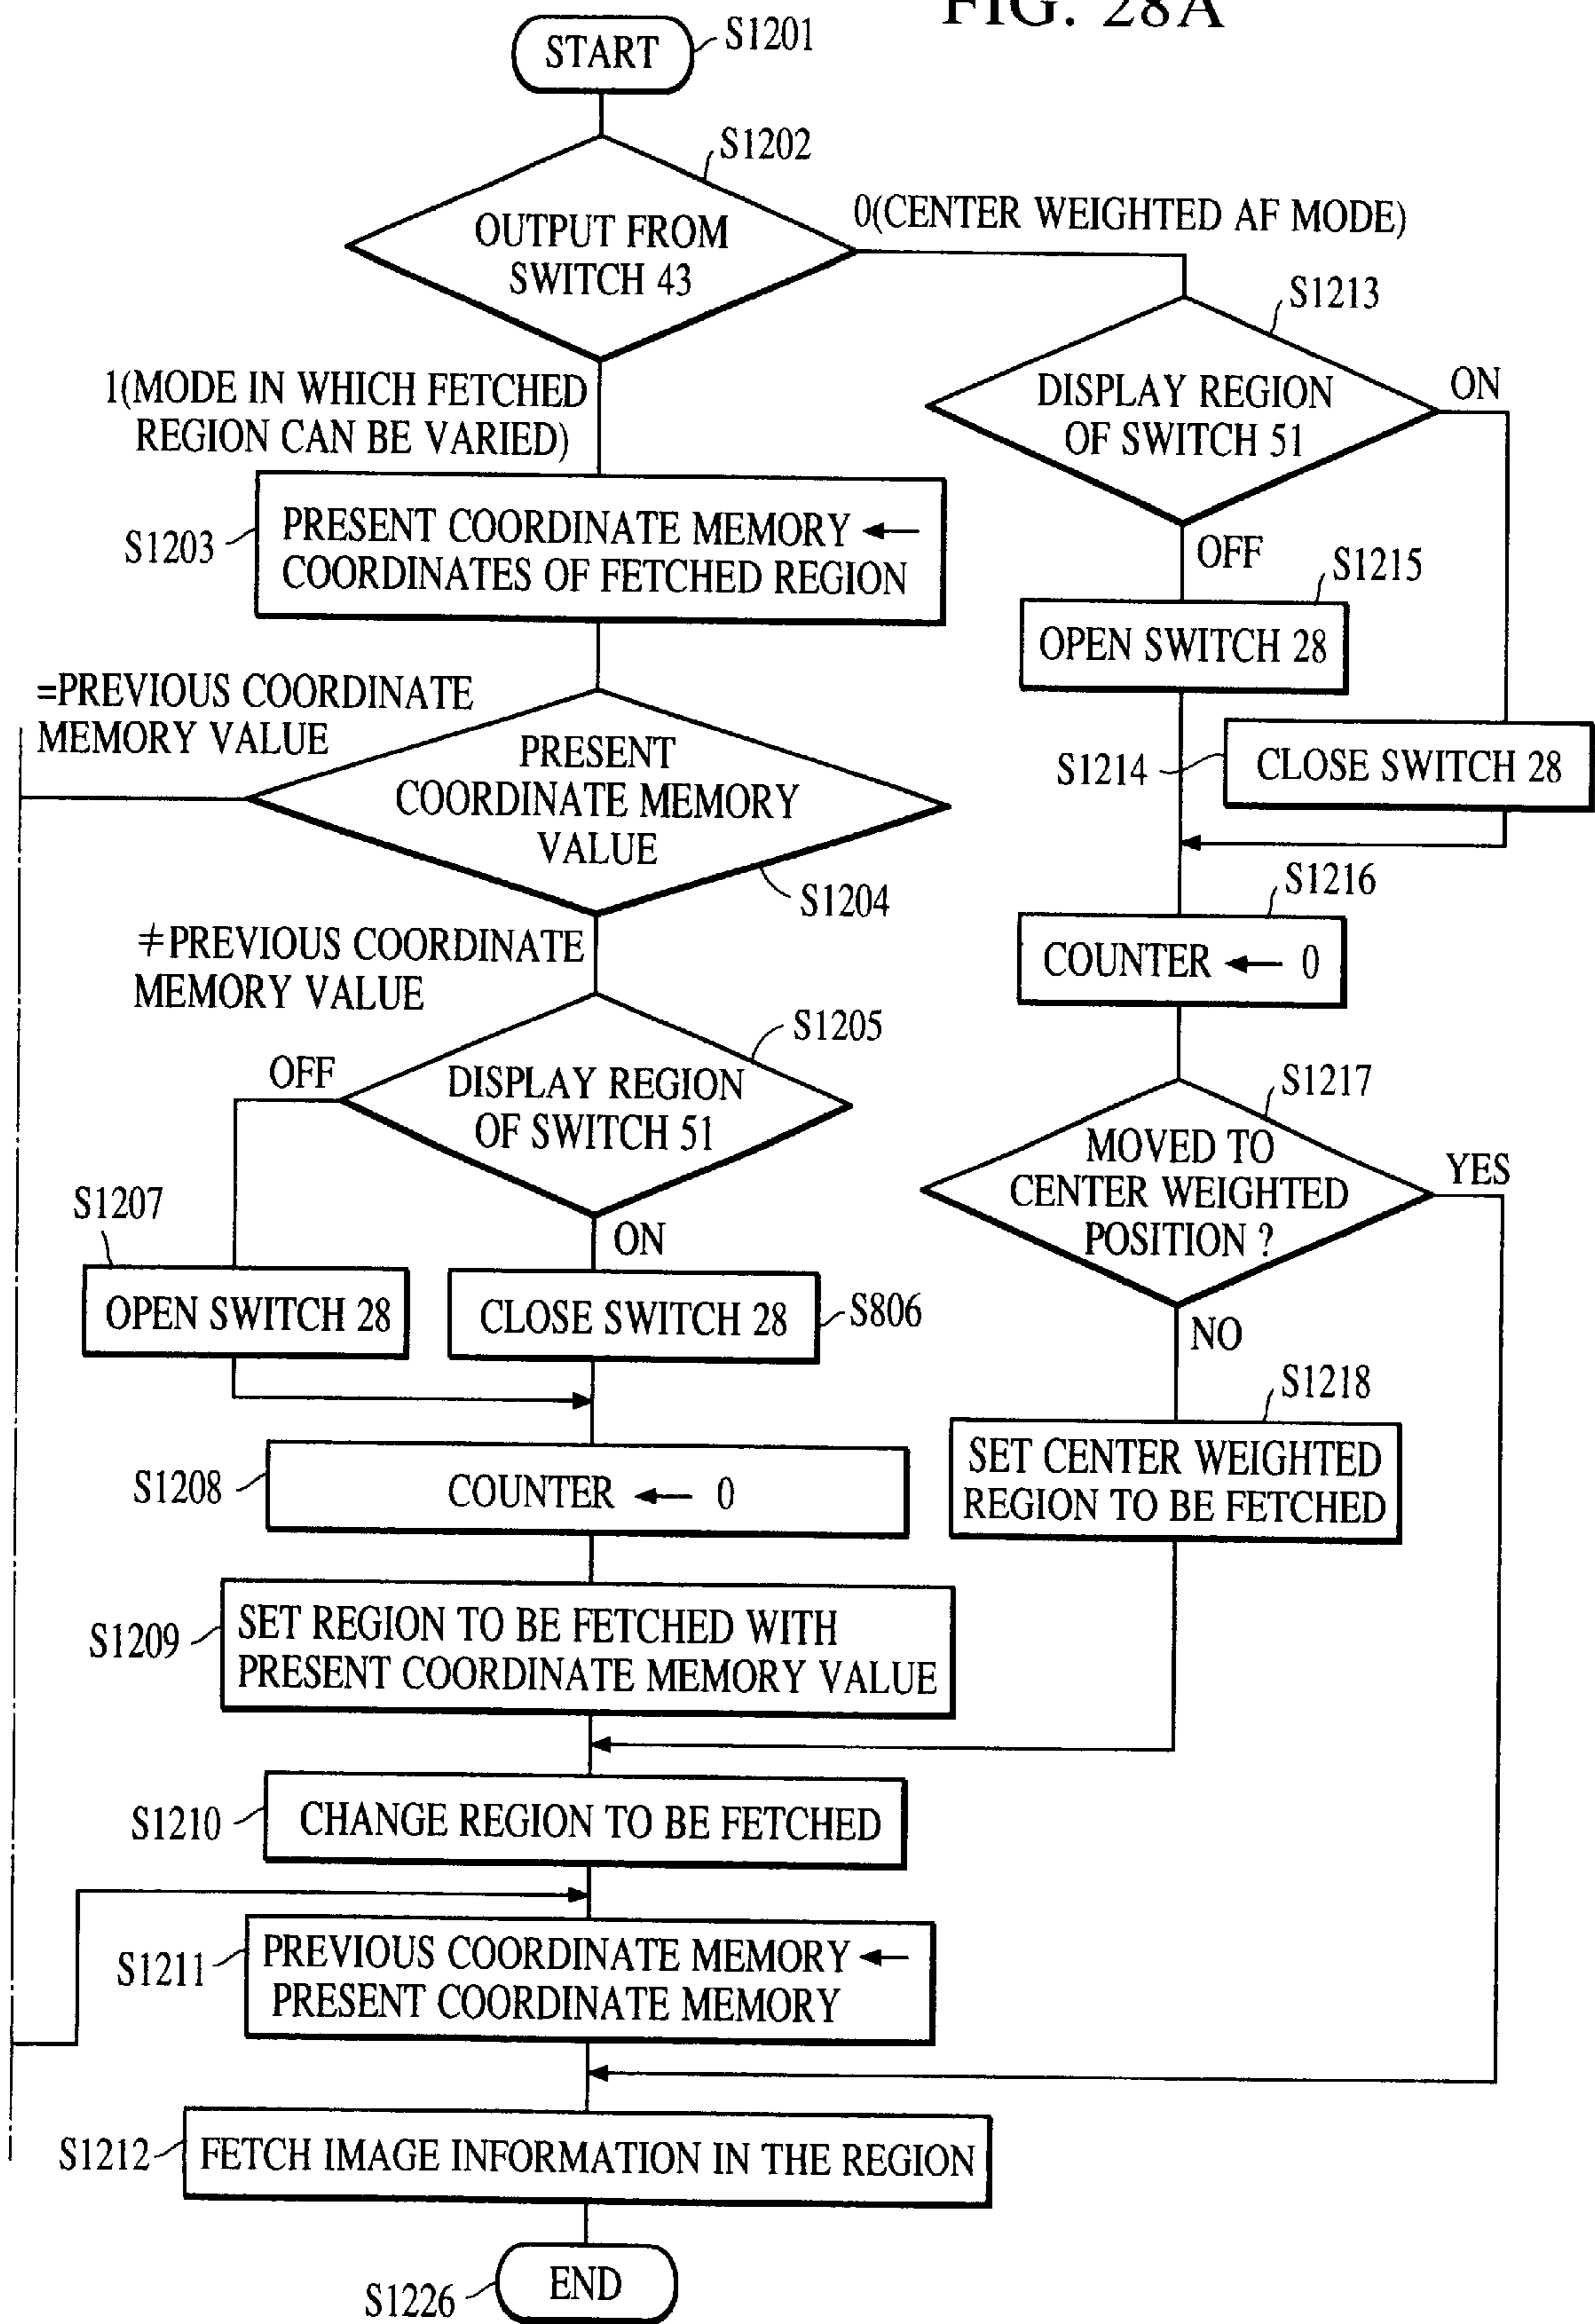 FIG. 28A
START
S1201
S1202
OUTPUT FROM
SWITCH 43
0(CENTER WEIGHTED AF MODE)
1(MODE IN WHICH FETCHED
REGION CAN BE VARIED)
S1203
PRESENT COORDINATE MEMORY ←
COORDINATES OF FETCHED REGION
=PREVIOUS COORDINATE
MEMORY VALUE
PRESENT
COORDINATE MEMORY
VALUE
S1204
≠PREVIOUS COORDINATE
MEMORY VALUE
S1205
OFF
DISPLAY REGION
OF SWITCH 51
S1207
ON
OPEN SWITCH 28
CLOSE SWITCH 28
S806
S1208
COUNTER ← 0
S1209
SET REGION TO BE FETCHED WITH
PRESENT COORDINATE MEMORY VALUE
S1210
CHANGE REGION TO BE FETCHED
S1211
PREVIOUS COORDINATE MEMORY ←
PRESENT COORDINATE MEMORY
S1212
FETCH IMAGE INFORMATION IN THE REGION
S1226
END
S1213
DISPLAY REGION
OF SWITCH 51
ON
OFF
S1215
OPEN SWITCH 28
S1214
CLOSE SWITCH 28
S1216
COUNTER ← 0
S1217
MOVED TO
CENTER WEIGHTED
POSITION ?
YES
NO
S1218
SET CENTER WEIGHTED
REGION TO BE FETCHED